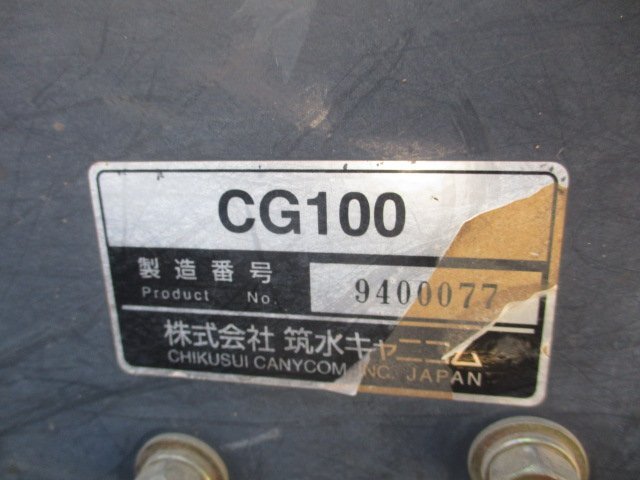 CG100
製造番号
Product No. 9400077
株式会社 筑水キャニコム
CHIKUSUI CANYCOM, INC. JAPAN